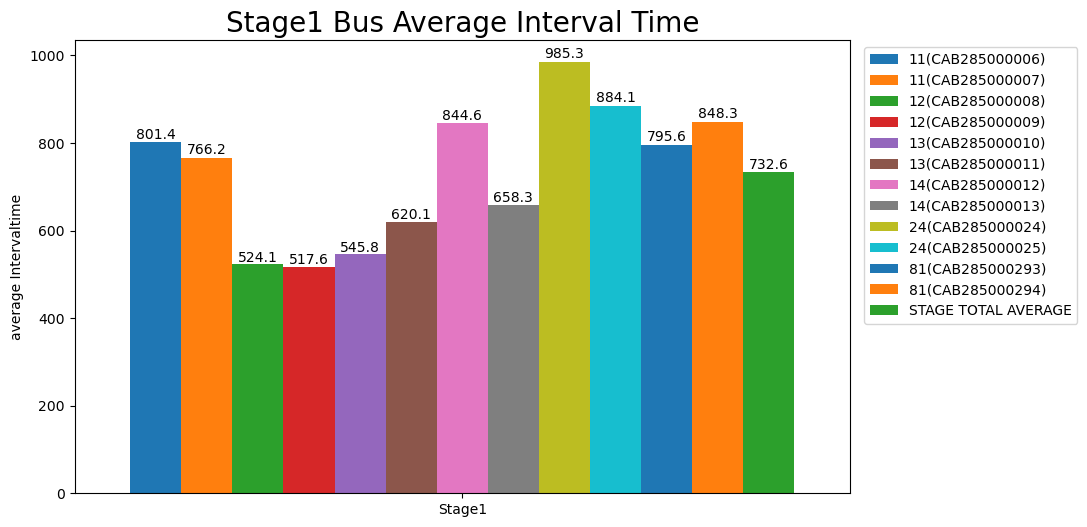 Stage1 Bus Average Interval Time
average Intervaltime
1000
800
600
400
200
0
801.4
766.2
524.1
517.6
545.8
620.1
844.6
658.3
985.3
884.1
795.6
848.3
732.6
Stage1
11(CAB285000006)
11(CAB285000007)
12(CAB285000008)
12(CAB285000009)
13(CAB285000010)
13(CAB285000011)
14(CAB285000012)
14(CAB285000013)
24(CAB285000024)
24(CAB285000025)
81(CAB285000293)
81(CAB285000294)
STAGE TOTAL AVERAGE